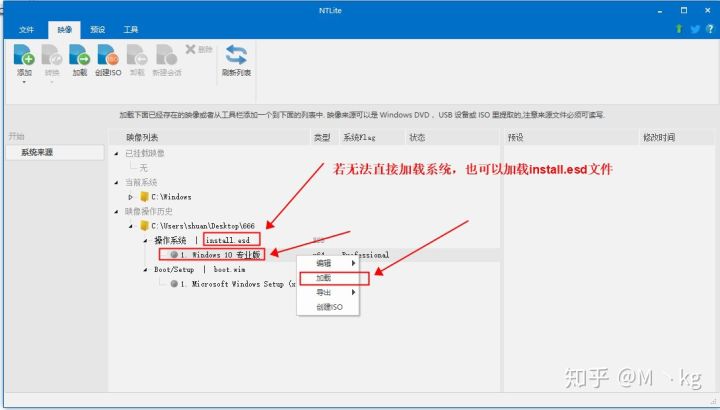 NTLite
文件 映像 预设 工具
添加 转换 加载 创建ISO 卸载 新建会话 删除 刷新列表
加载下面已经存在的映像或者从工具栏添加一个到下面的列表中. 映像来源可以是 Windows DVD， USB 设备或 ISO 里提取的,注意来源文件必须可读写.
开始
系统来源
映像列表 类型 系统Flag 状态 预设 修改时间
已挂载映像
无
若无法直接加载系统，也可以加载install.esd文件
当前系统
C:\Windows
映像操作历史
C:\Users\shuan\Desktop\666
操作系统 | install.esd
1. Windows 10 专业版 x64 Professional
编辑
Boot/Setup | boot.wim
加载
1. Microsoft Windows Setup (x
导出
创建ISO
知乎 @M丶kg